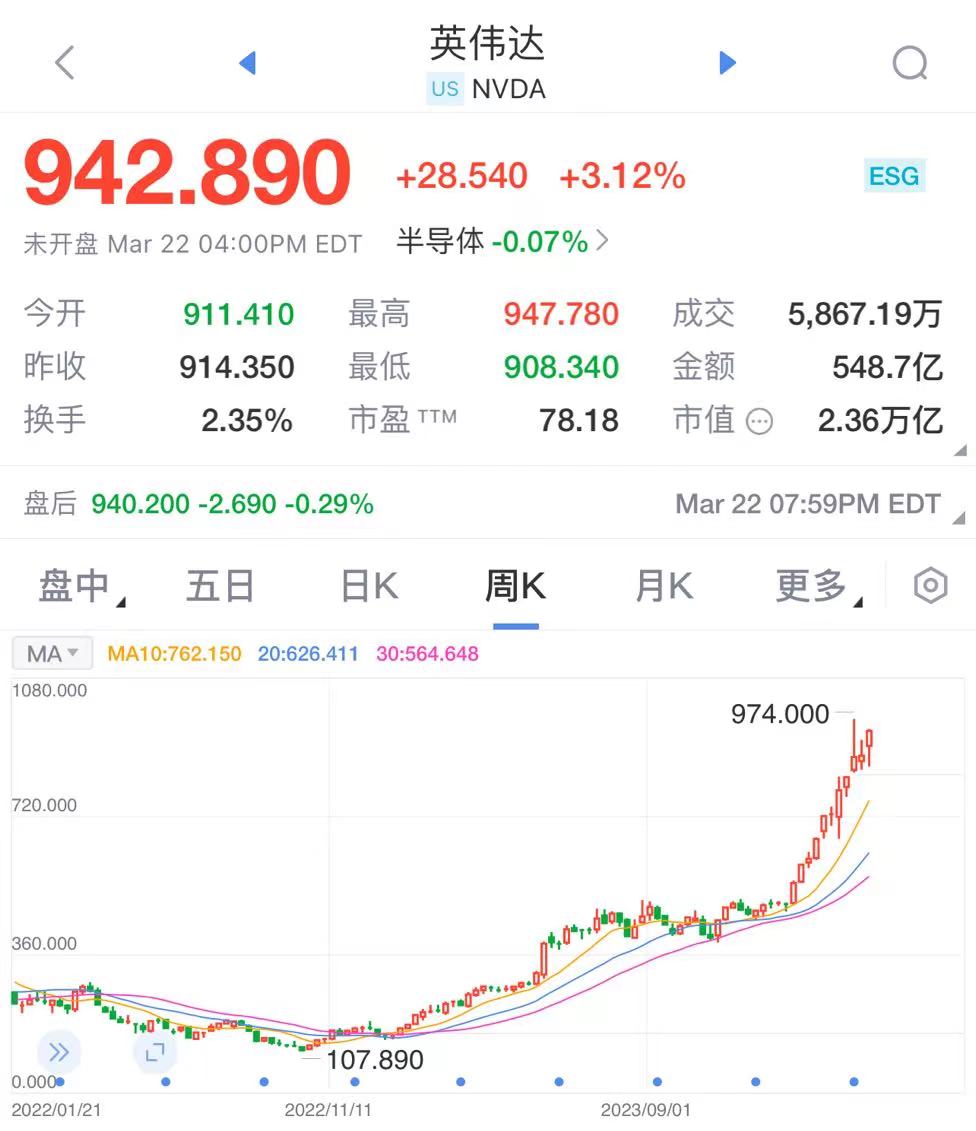 英伟达
US NVDA
942.890 +28.540 +3.12% ESG
未开盘 Mar 22 04:00PM EDT 半导体 -0.07%
今开 911.410 最高 947.780 成交 5,867.19万
昨收 914.350 最低 908.340 金额 548.7亿
换手 2.35% 市盈 TTM 78.18 市值 2.36万亿
盘后 940.200 -2.690 -0.29% Mar 22 07:59PM EDT
盘中 五日 日K 周K 月K 更多
MA MA10:762.150 20:626.411 30:564.648
1080.000
974.000
720.000
360.000
107.890
0.000
2022/01/21 2022/11/11 2023/09/01